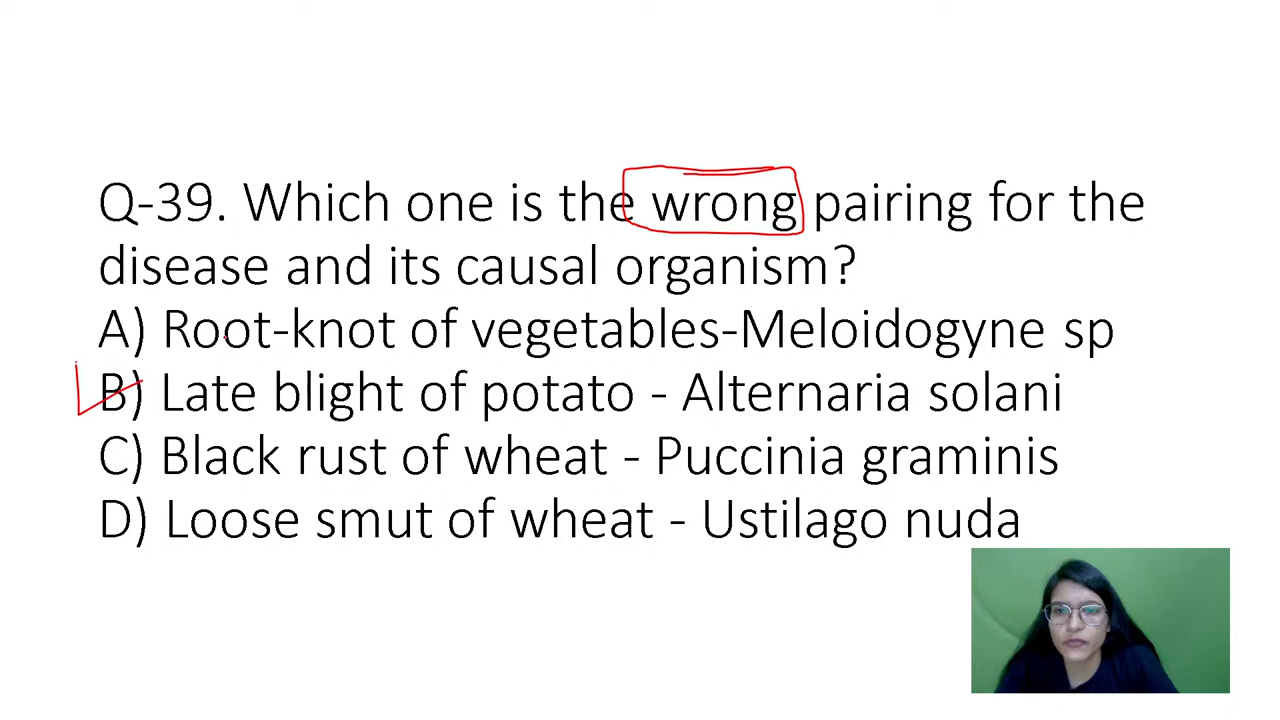 Q-39. Which one is the wrong pairing for the
disease and its causal organism?
A) Root-knot of vegetables-Meloidogyne sp
B) Late blight of potato - Alternaria solani
C) Black rust of wheat - Puccinia graminis
D) Loose smut of wheat - Ustilago nuda